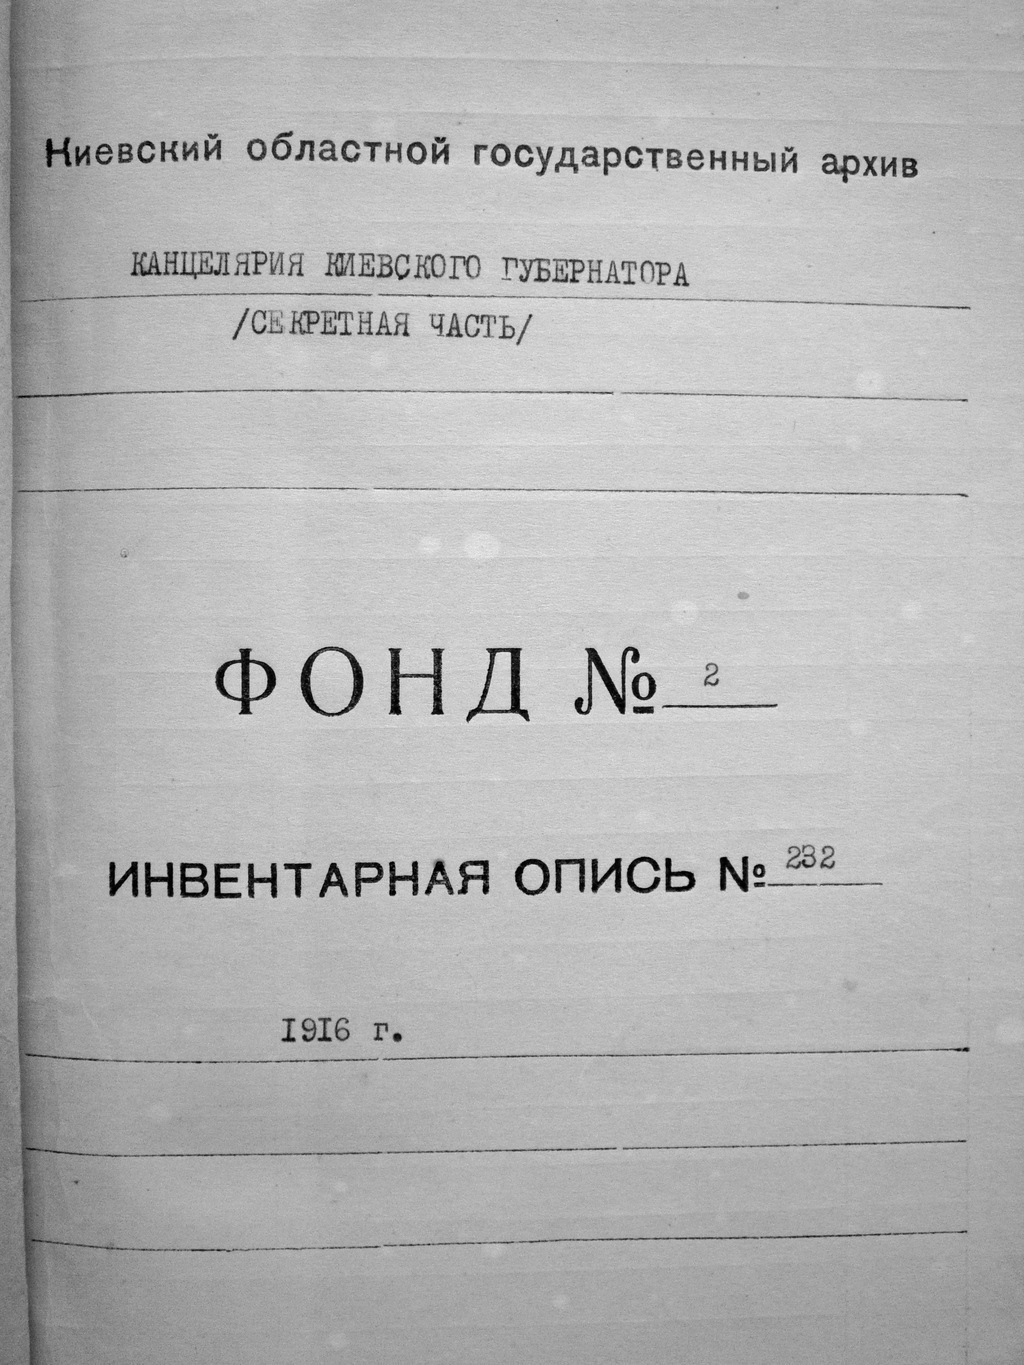 Киевский областной государственный архив
КАНЦЕЛЯРИЯ КИЕВСКОГО ГУБЕРНАТОРА
/СЕКРЕТНАЯ ЧАСТЬ/
ФОНД № 2
ИНВЕНТАРНАЯ ОПИСЬ № 232
1916 г.